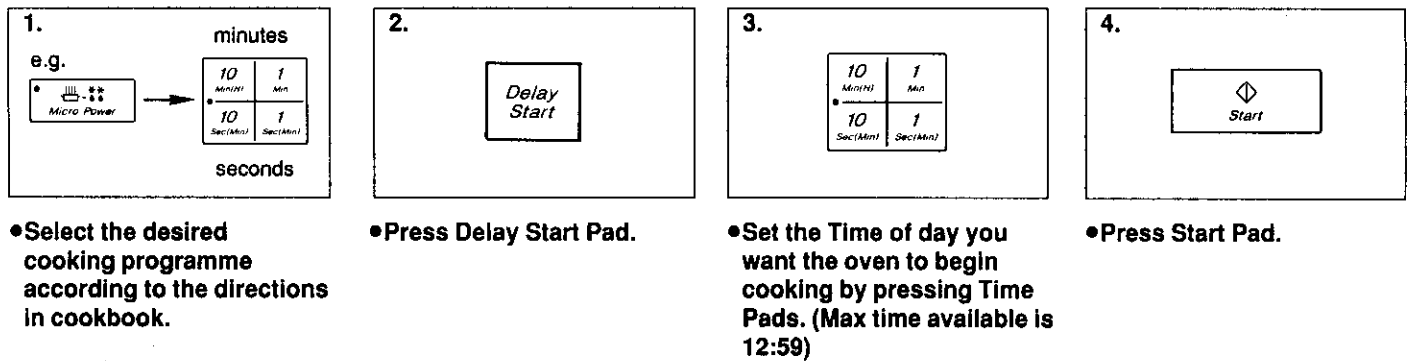 1.
e.g.
minutes
Micro Power
10 1
Min(H) Min
10 1
Sec(Min) Sec(Min)
seconds
●Select the desired
cooking programme
according to the directions
in cookbook.
2.
Delay
Start
●Press Delay Start Pad.
3.
10 1
Min(H) Min
10 1
Sec(Min) Sec(Min)
●Set the Time of day you
want the oven to begin
cooking by pressing Time
Pads. (Max time available is
12:59)
4.
Start
●Press Start Pad.